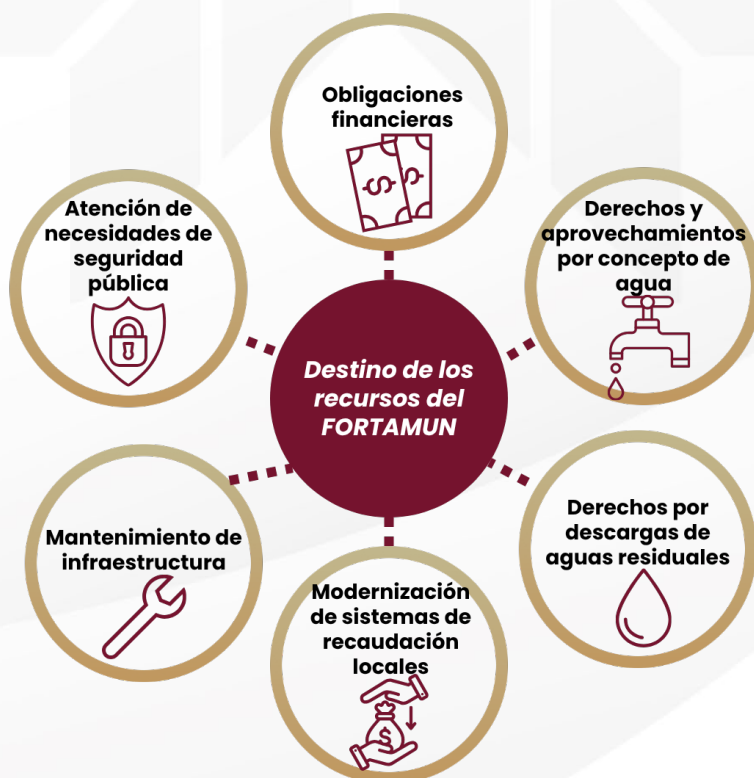 Obligaciones
financieras
Derechos y
aprovechamientos
por concepto de
agua
Derechos por
descargas de
aguas residuales
Modernización
de sistemas de
recaudación
locales
Mantenimiento de
infraestructura
Atención de
necesidades de
seguridad
pública
Destino de los
recursos del
FORTAMUN